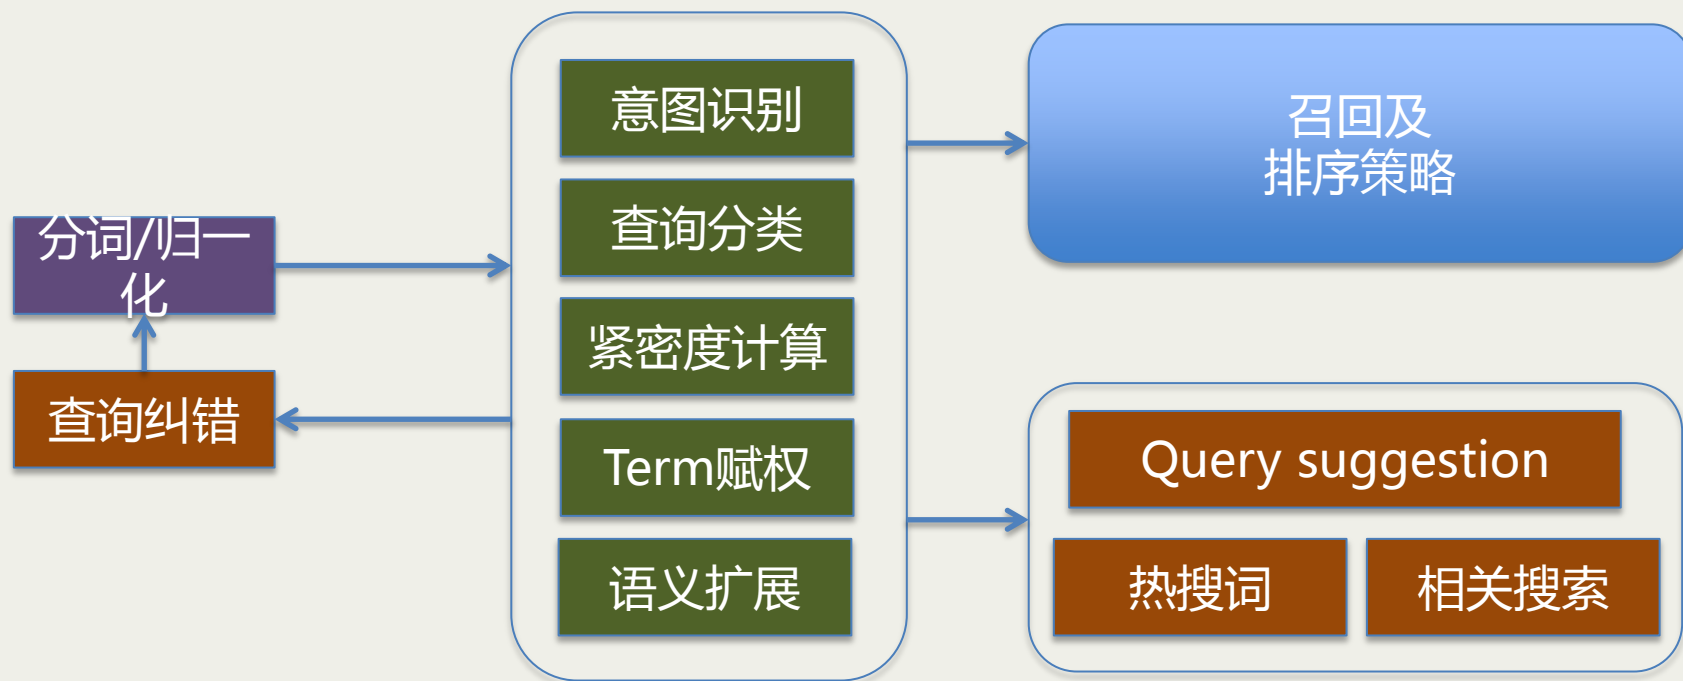 分词/归一
化
查询纠错
意图识别
查询分类
紧密度计算
Term赋权
语义扩展
召回及
排序策略
Query suggestion
热搜词
相关搜索